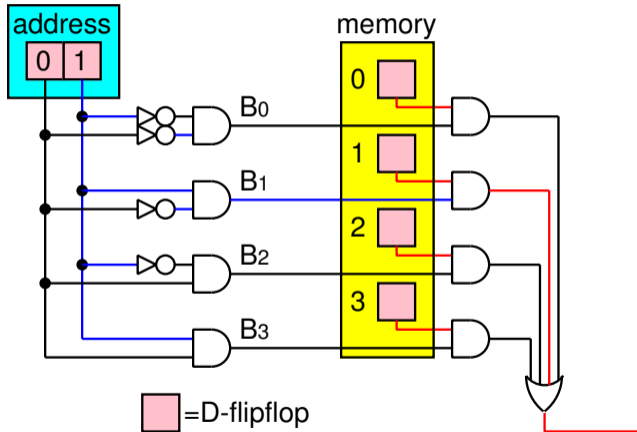 address
0 1
memory
0
B0
1
B1
2
B2
3
B3
=D-flipflop